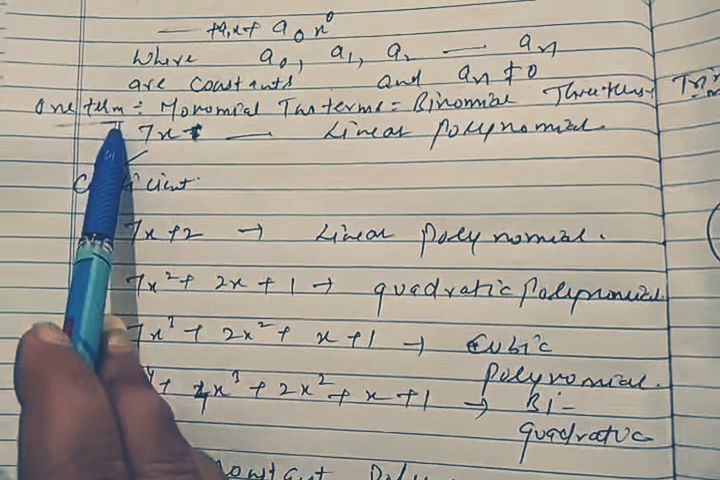 + a₁x + a₀x⁰
where a₀, a₁, a₂ — aₙ
are constants and aₙ ≠ 0
One term = Monomial Two terms = Binomial Three terms
7x — Linear Polynomial
7x + 2 → Linear Polynomial.
7x² + 2x + 1 → quadratic Polynomial
7x³ + 2x² + x + 1 → Cubic
Polynomial.
+ 4x³ + 2x² + x + 1 → Bi-
quadratic